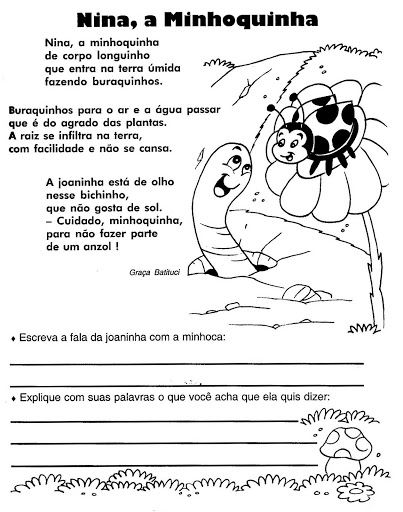 Nina, a Minhoquinha
Nina, a minhoquinha
de corpo longuinho
que entra na terra úmida
fazendo buraquinhos.
Buraquinhos para o ar e a água passar
que é do agrado das plantas.
A raiz se infiltra na terra,
com facilidade e não se cansa.
A joaninha está de olho
nesse bichinho,
que não gosta de sol.
– Cuidado, minhoquinha,
para não fazer parte
de um anzol !
Graça Batituci
♦ Escreva a fala da joaninha com a minhoca:
♦ Explique com suas palavras o que você acha que ela quis dizer: